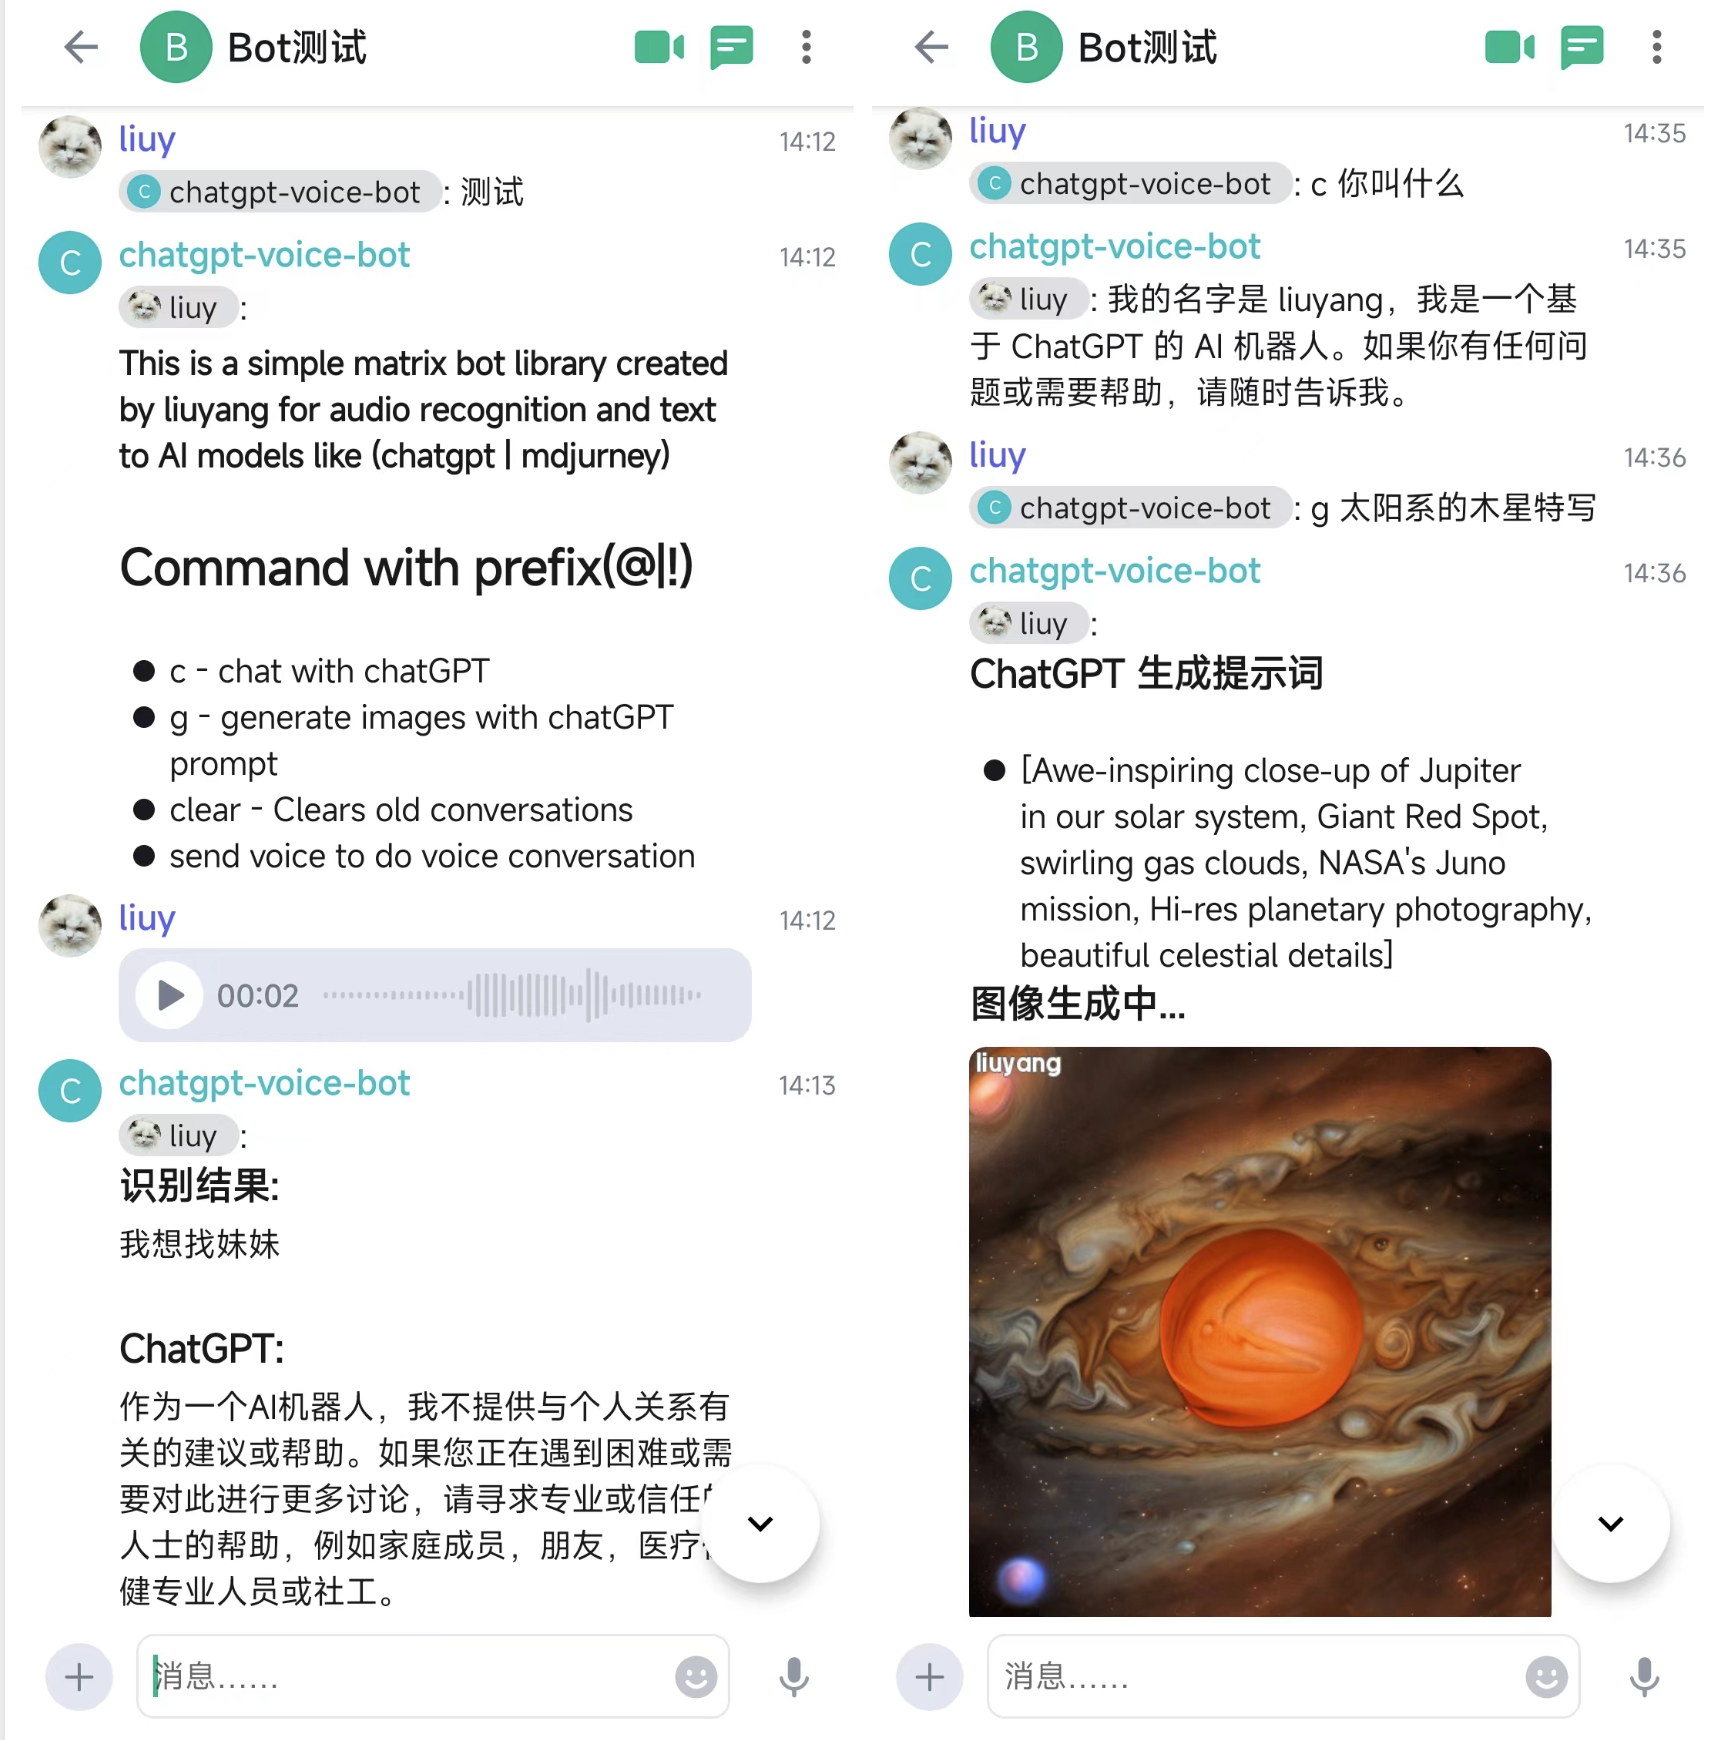 B Bot测试
liuy 14:12
C chatgpt-voice-bot : 测试
C chatgpt-voice-bot 14:12
liuy :
This is a simple matrix bot library created
by liuyang for audio recognition and text
to AI models like (chatgpt | mdjurney)
Command with prefix(@|!)
● c - chat with chatGPT
● g - generate images with chatGPT
prompt
● clear - Clears old conversations
● send voice to do voice conversation
liuy 14:12
00:02
C chatgpt-voice-bot 14:13
liuy :
识别结果:
我想找妹妹
ChatGPT:
作为一个AI机器人，我不提供与个人关系有
关的建议或帮助。如果您正在遇到困难或需
要对此进行更多讨论，请寻求专业或信任
人士的帮助，例如家庭成员，朋友，医疗
健专业人员或社工。
消息……
B Bot测试
liuy 14:35
C chatgpt-voice-bot : c 你叫什么
C chatgpt-voice-bot 14:35
liuy : 我的名字是 liuyang，我是一个基
于 ChatGPT 的 AI 机器人。如果你有任何问
题或需要帮助，请随时告诉我。
liuy 14:36
C chatgpt-voice-bot : g 太阳系的木星特写
C chatgpt-voice-bot 14:36
liuy :
ChatGPT 生成提示词
● [Awe-inspiring close-up of Jupiter
in our solar system, Giant Red Spot,
swirling gas clouds, NASA's Juno
mission, Hi-res planetary photography,
beautiful celestial details]
图像生成中...
liuyang
消息……